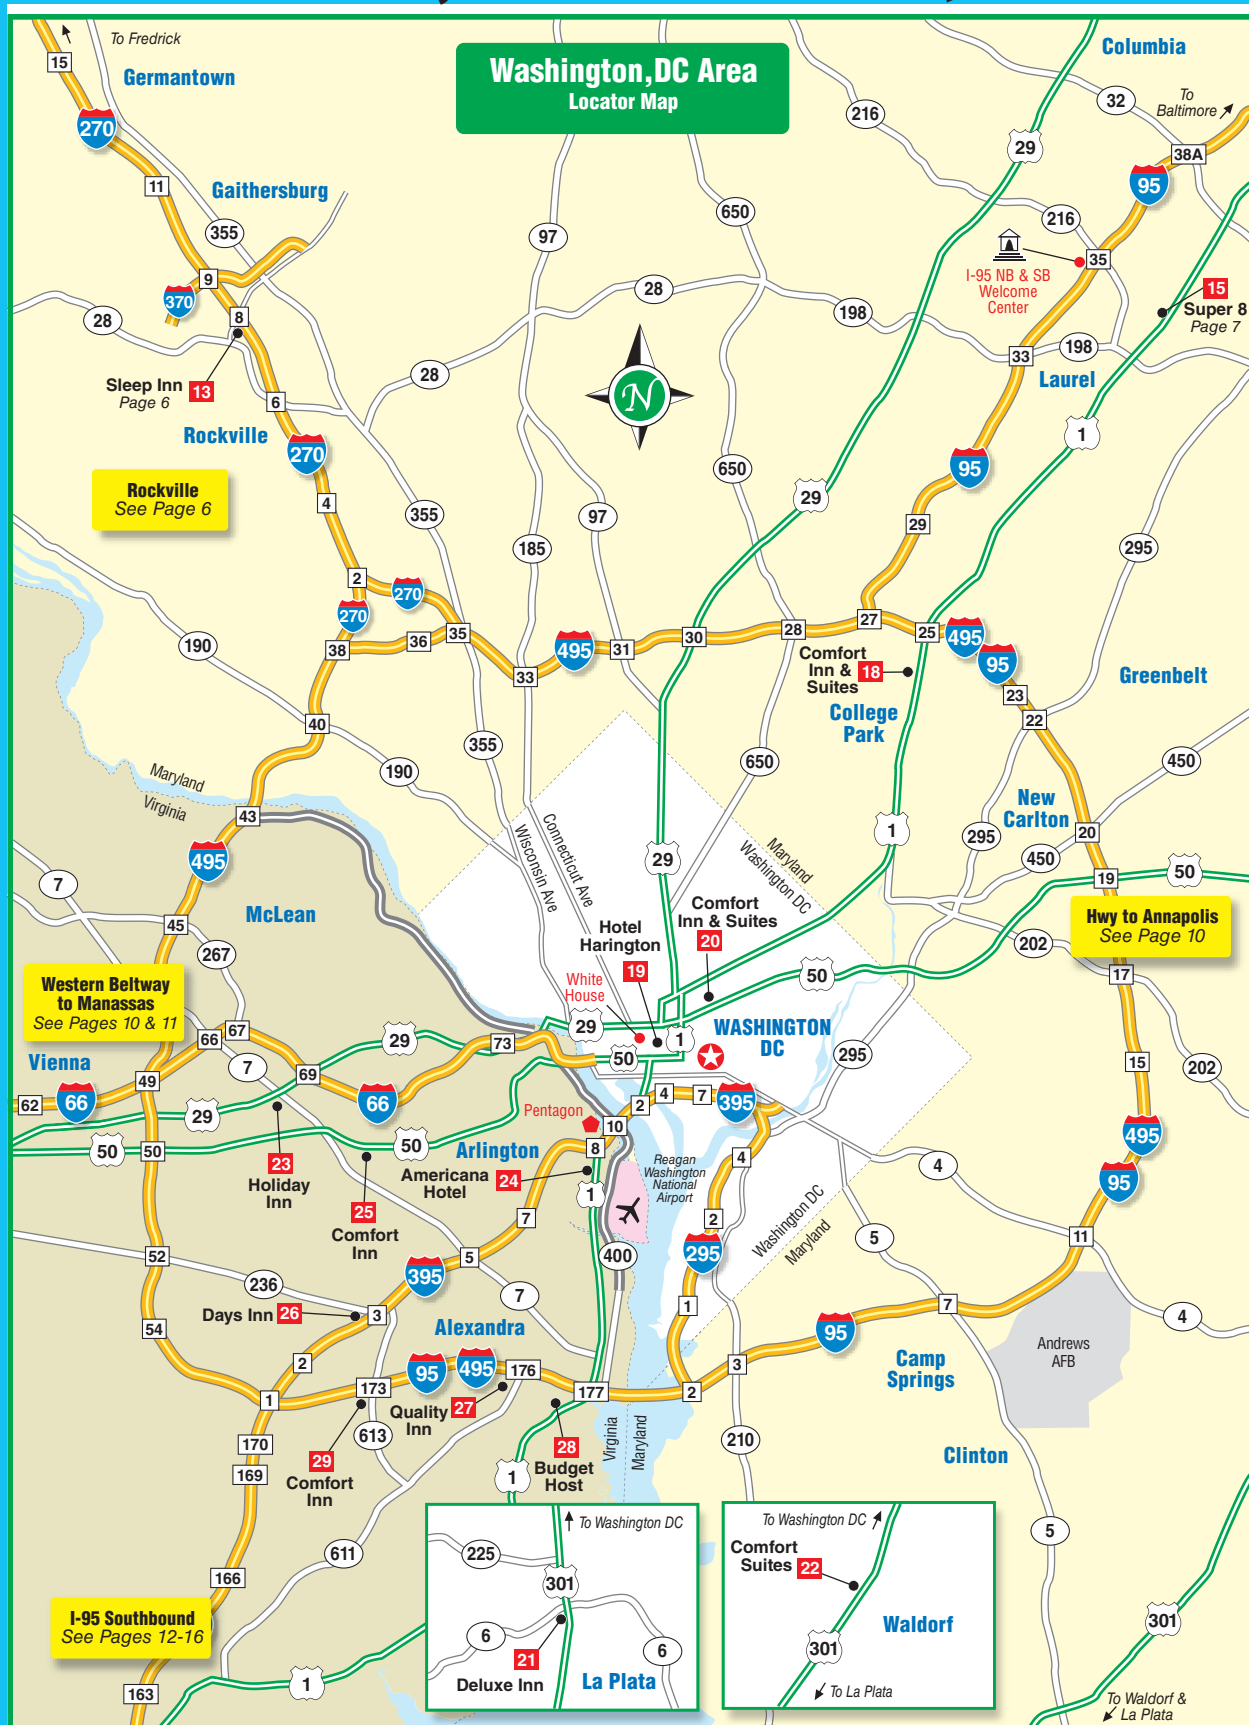 Washington,DC Area
Locator Map
To Fredrick
Germantown
15
270
11
Gaithersburg
355
9
370
8
28
Sleep Inn 13
Page 6
6
Rockville
270
Rockville
See Page 6
4
355
2
270
270
38
36
35
190
40
355
190
97
28
28
650
185
97
650
33
495
31
30
28
27
25
495
95
216
32
Columbia
To
Baltimore
38A
95
29
216
35
I-95 NB & SB
Welcome
Center
15
Super 8
Page 7
198
33
198
Laurel
1
95
29
29
295
N
Comfort
Inn & 18
Suites
College
Park
Greenbelt
23
22
650
450
New
Carlton
20
295
450
1
19
50
Hwy to Annapolis
See Page 10
202
17
15
202
Maryland
Virginia
43
495
7
McLean
45
267
Western Beltway
to Manassas
See Pages 10 & 11
66
67
29
Vienna
7
69
73
49
62
66
66
29
50
50
50
Connecticut Ave
Wisconsin Ave
29
Maryland
Washington DC
Comfort
Inn & Suites
20
Hotel
Harington
19
White
House
50
29
1
50
WASHINGTON
DC
295
2
4
7
395
Pentagon
10
8
Arlington
Americana
Hotel
24
1
Reagan
Washington
National
Airport
4
Washington DC
Maryland
2
295
400
1
23
Holiday
Inn
25
Comfort
Inn
7
52
236
395
5
7
Days Inn 26
3
54
Alexandra
2
95
495
176
1
173
Quality
Inn
27
177
2
3
95
7
11
495
95
4
5
4
Andrews
AFB
Camp
Springs
170
169
29
Comfort
Inn
613
28
Budget
Host
Virginia
Maryland
210
Clinton
1
611
166
I-95 Southbound
See Pages 12-16
163
1
To Washington DC
225
301
6
21
Deluxe Inn
6
La Plata
To Washington DC
Comfort
Suites 22
Waldorf
301
To La Plata
5
301
To Waldorf &
La Plata